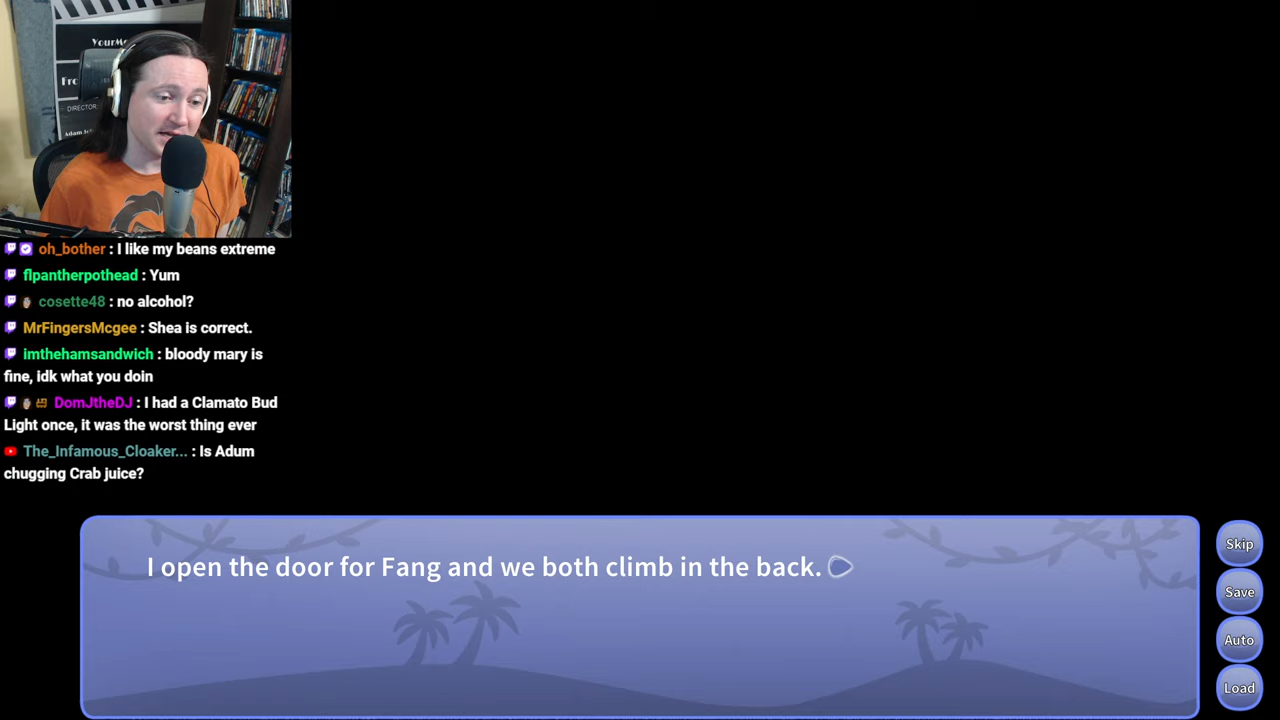 YourMo
Fro
DIRECTOR
oh_bother : I like my beans extreme
flpantherpothead : Yum
cosette48 : no alcohol?
MrFingersMcgee : Shea is correct.
imthehamsandwich : bloody mary is
fine, idk what you doin
DomJtheDJ : I had a Clamato Bud
Light once, it was the worst thing ever
The_Infamous_Cloaker... : Is Adum
chugging Crab juice?
I open the door for Fang and we both climb in the back.
Skip
Save
Auto
Load